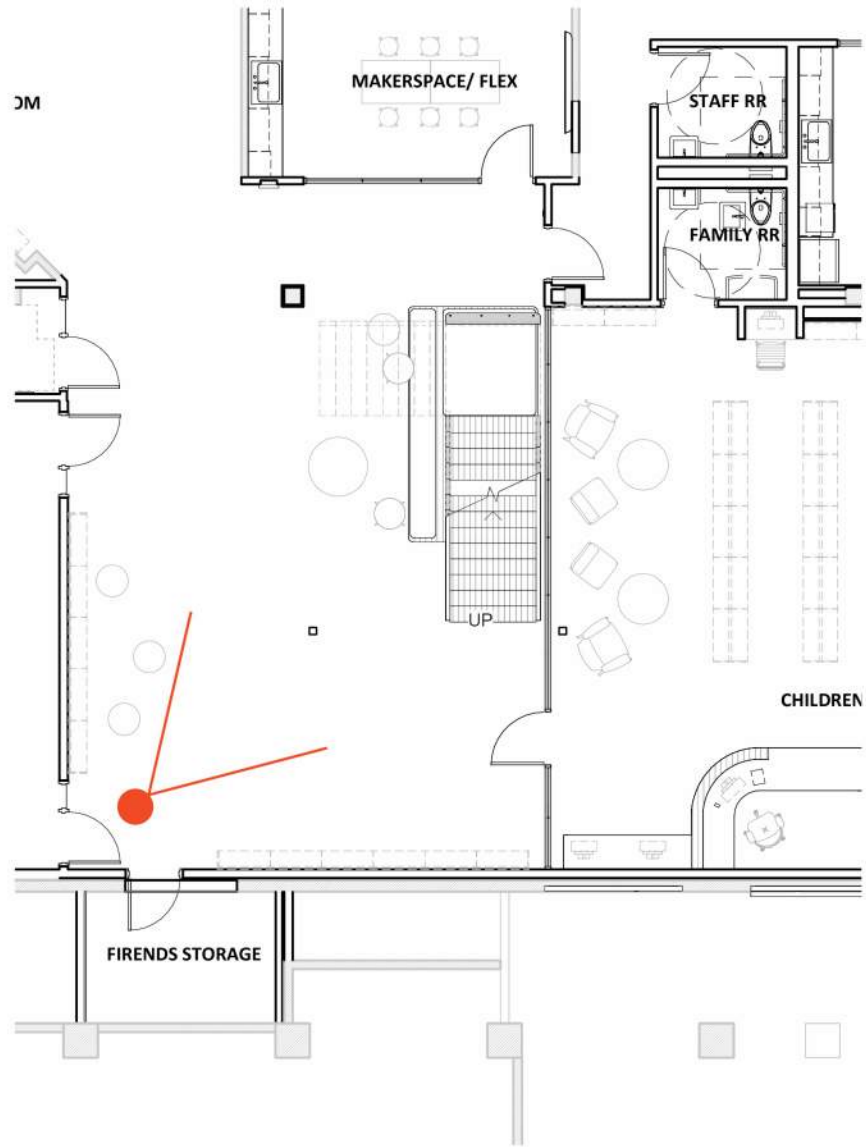 MAKERSPACE/ FLEX
STAFF RR
OM
FAMILY RR
UP
CHILDREN
FIRENDS STORAGE